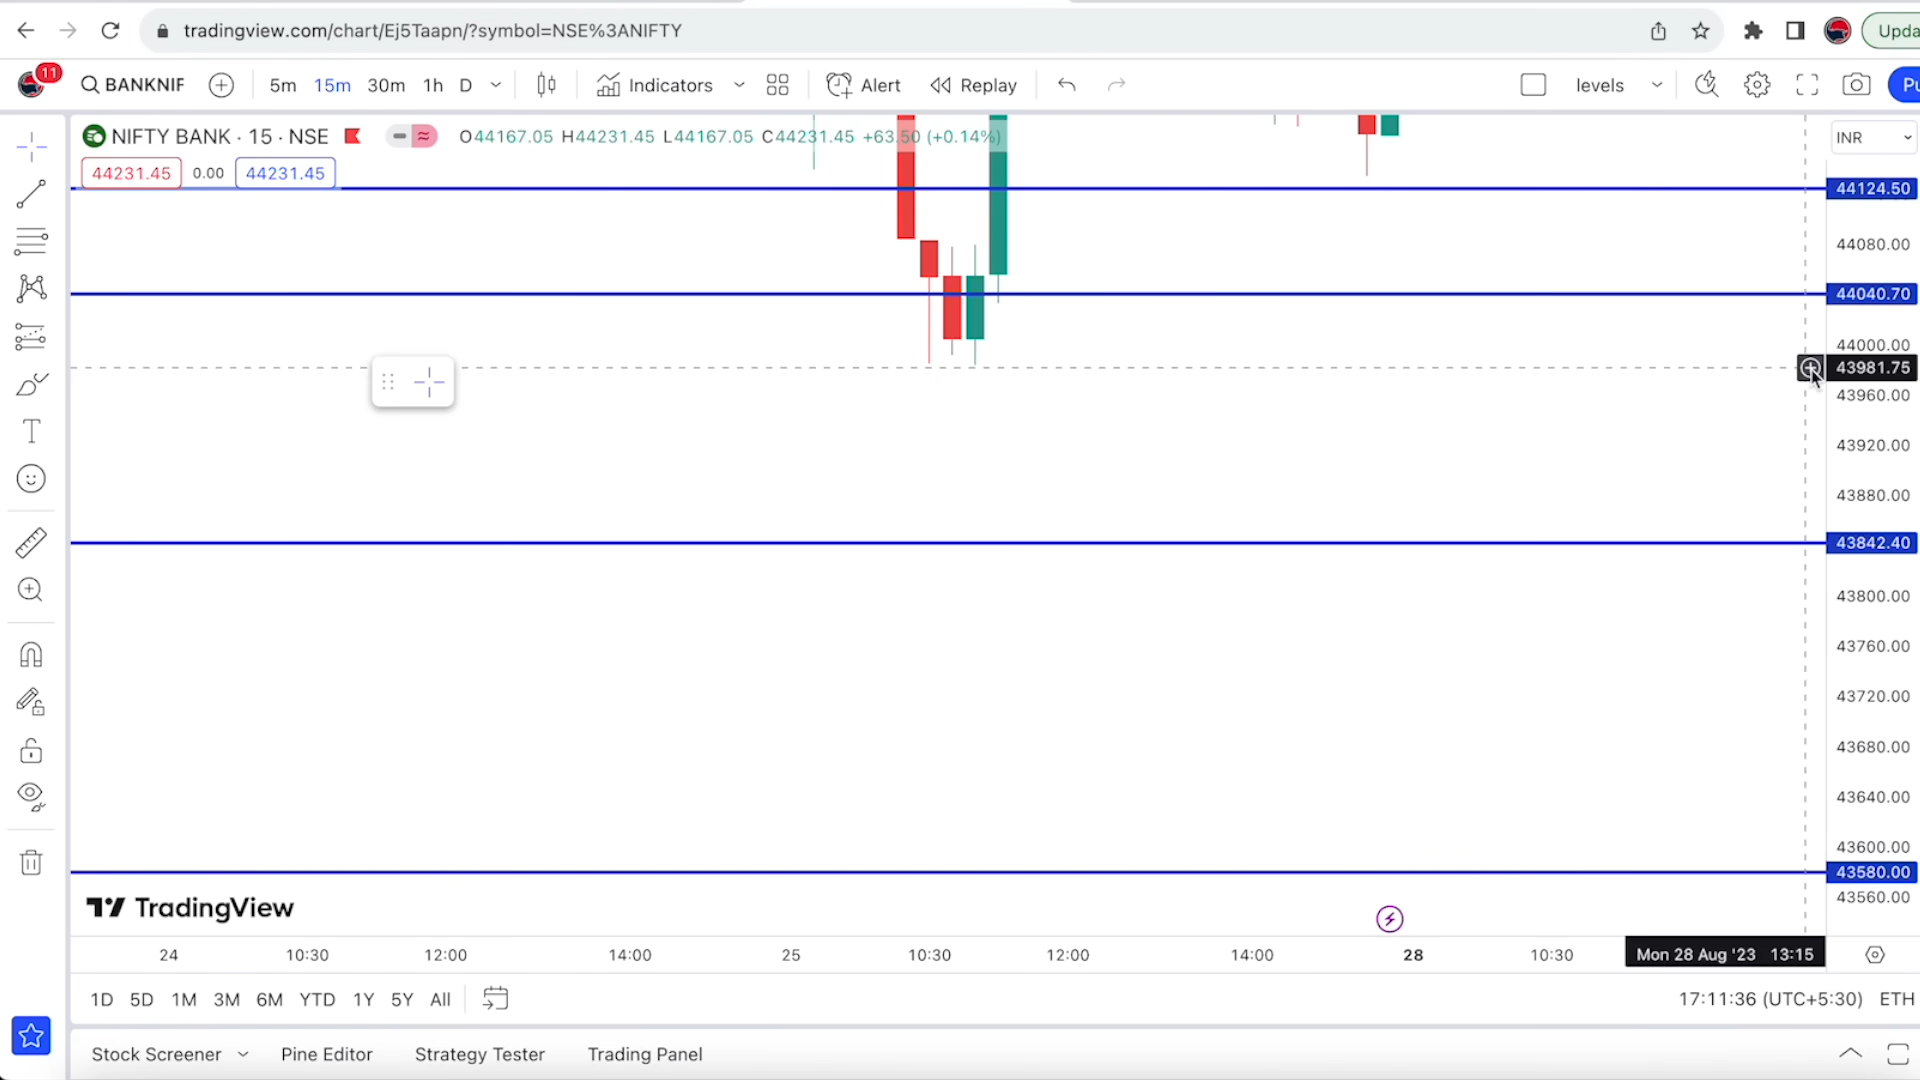 tradingview.com/chart/Ej5Taapn/?symbol=NSE%3ANIFTY
Upda
11
BANKNIF
5m 15m 30m 1h D
Indicators
Alert
Replay
levels
Pu
NIFTY BANK · 15 · NSE
O44167.05 H44231.45 L44167.05 C44231.45 +63.50 (+0.14%)
INR
44231.45 0.00 44231.45
44124.50
44080.00
44040.70
44000.00
43981.75
43960.00
43920.00
43880.00
43842.40
43800.00
43760.00
43720.00
43680.00
43640.00
43600.00
43580.00
43560.00
TradingView
24 10:30 12:00 14:00 25 10:30 12:00 14:00 28 10:30 Mon 28 Aug '23 13:15
1D 5D 1M 3M 6M YTD 1Y 5Y All
17:11:36 (UTC+5:30) ETH
Stock Screener Pine Editor Strategy Tester Trading Panel